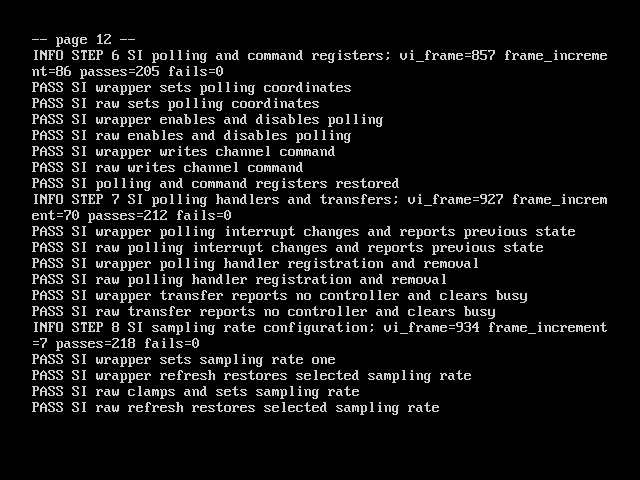 -- page 12 --
INFO STEP 6 SI polling and command registers; vi_frame=857 frame_increme
nt=86 passes=205 fails=0
PASS SI wrapper sets polling coordinates
PASS SI raw sets polling coordinates
PASS SI wrapper enables and disables polling
PASS SI raw enables and disables polling
PASS SI wrapper writes channel command
PASS SI raw writes channel command
PASS SI polling and command registers restored
INFO STEP 7 SI polling handlers and transfers; vi_frame=927 frame_increm
ent=70 passes=212 fails=0
PASS SI wrapper polling interrupt changes and reports previous state
PASS SI raw polling interrupt changes and reports previous state
PASS SI wrapper polling handler registration and removal
PASS SI raw polling handler registration and removal
PASS SI wrapper transfer reports no controller and clears busy
PASS SI raw transfer reports no controller and clears busy
INFO STEP 8 SI sampling rate configuration; vi_frame=934 frame_increment
=7 passes=218 fails=0
PASS SI wrapper sets sampling rate one
PASS SI wrapper refresh restores selected sampling rate
PASS SI raw clamps and sets sampling rate
PASS SI raw refresh restores selected sampling rate